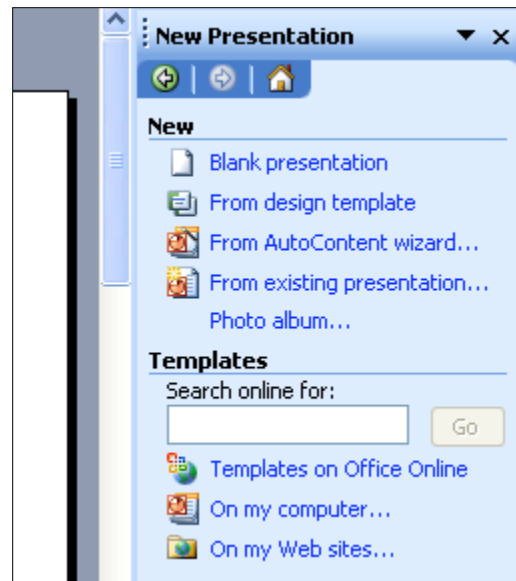 New Presentation
New
Blank presentation
From design template
From AutoContent wizard...
From existing presentation...
Photo album...
Templates
Search online for:
Go
Templates on Office Online
On my computer...
On my Web sites...